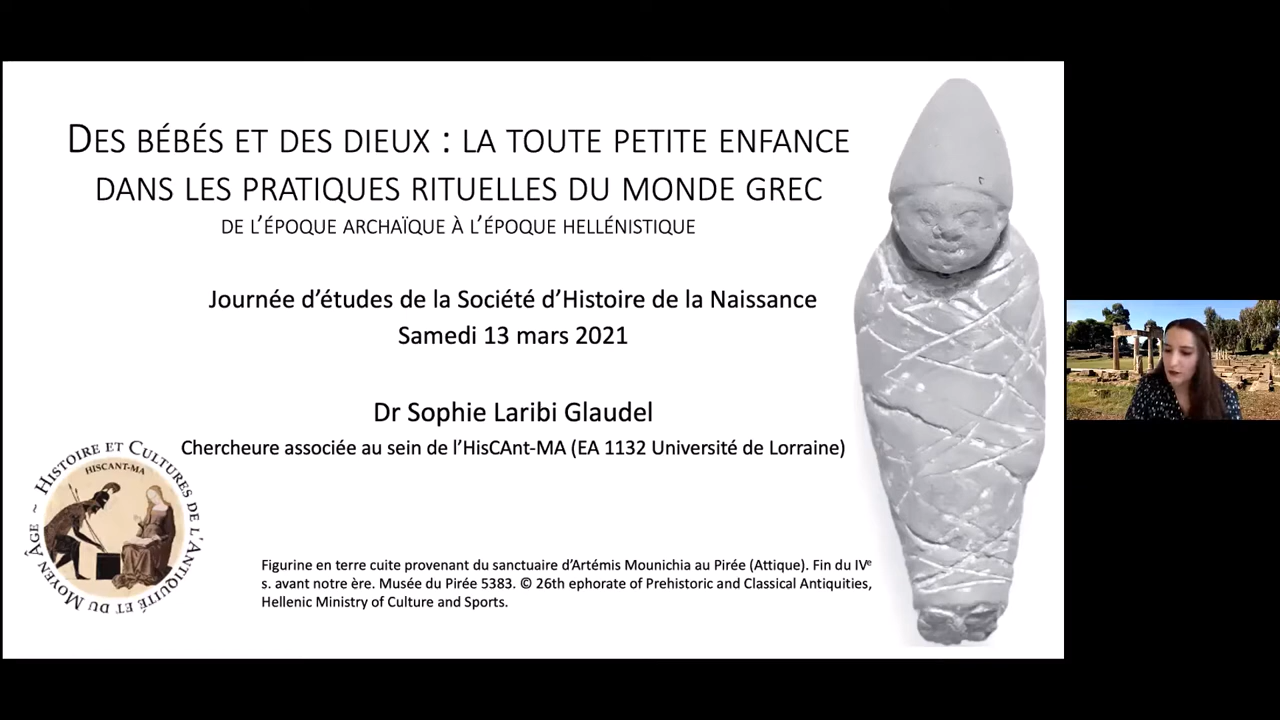 DES BÉBÉS ET DES DIEUX : LA TOUTE PETITE ENFANCE
DANS LES PRATIQUES RITUELLES DU MONDE GREC
DE L'ÉPOQUE ARCHAÏQUE À L'ÉPOQUE HELLÉNISTIQUE
Journée d'études de la Société d'Histoire de la Naissance
Samedi 13 mars 2021
Dr Sophie Laribi Glaudel
Chercheure associée au sein de l'HisCAnt-MA (EA 1132 Université de Lorraine)
HISTOIRE ET CULTURES DE L'ANTIQUITÉ ET DU MOYEN ÂGE ~
HISCANT-MA
Figurine en terre cuite provenant du sanctuaire d'Artémis Mounichia au Pirée (Attique). Fin du IVe
s. avant notre ère. Musée du Pirée 5383. © 26th ephorate of Prehistoric and Classical Antiquities,
Hellenic Ministry of Culture and Sports.